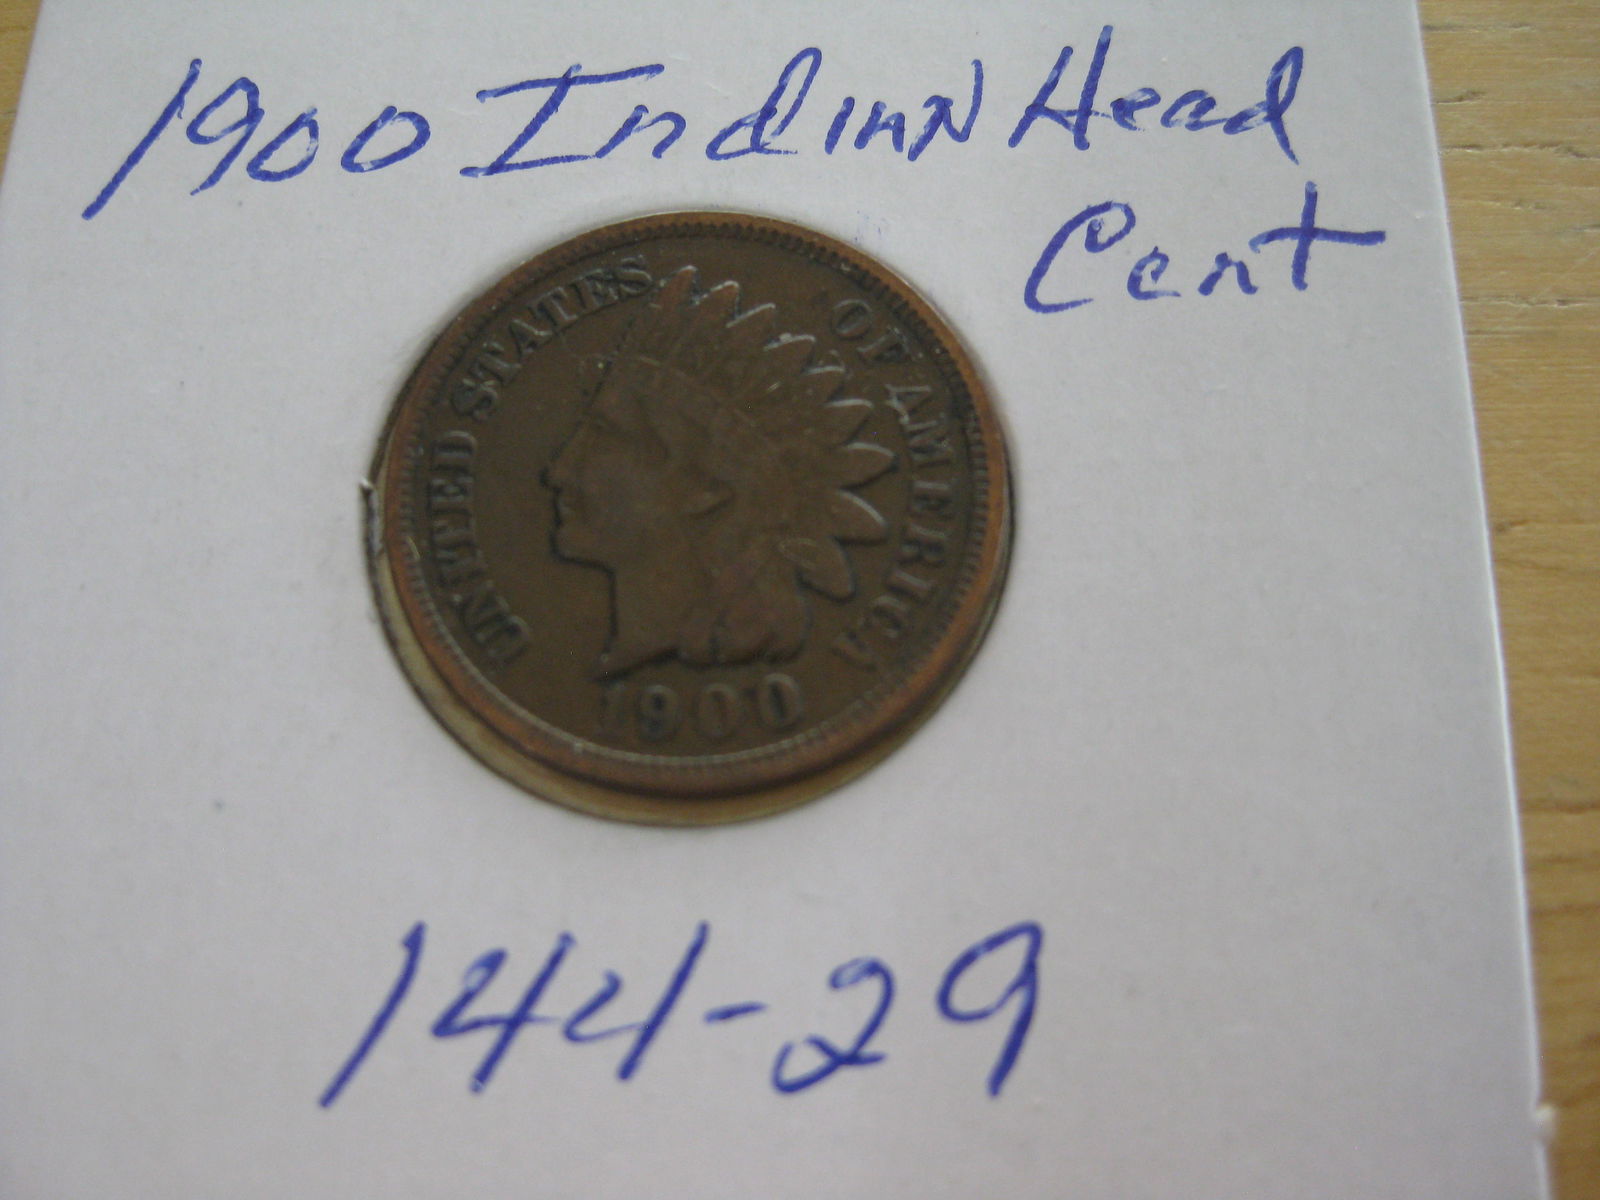 1900 Indian Head
Cent
UNITED STATES OF AMERICA
1900
144-29